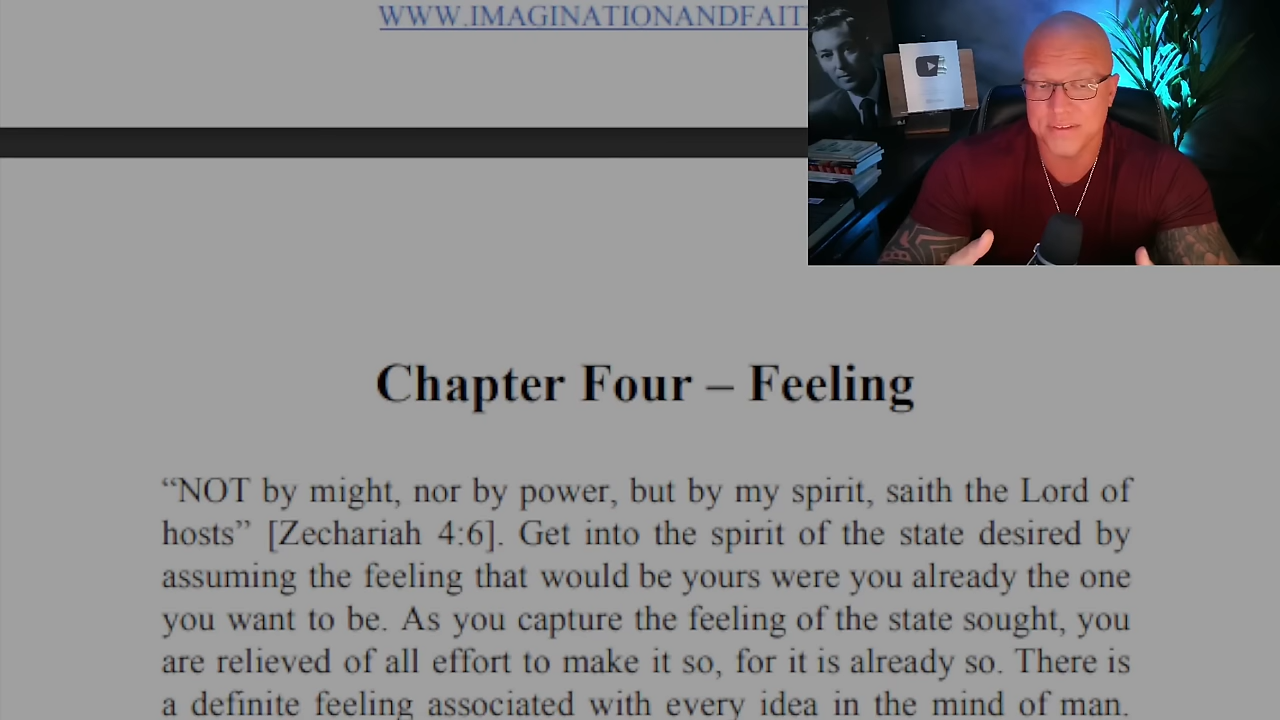 WWW.IMAGINATIONANDFAIT
Chapter Four – Feeling
“NOT by might, nor by power, but by my spirit, saith the Lord of
hosts” [Zechariah 4:6]. Get into the spirit of the state desired by
assuming the feeling that would be yours were you already the one
you want to be. As you capture the feeling of the state sought, you
are relieved of all effort to make it so, for it is already so. There is
a definite feeling associated with every idea in the mind of man.